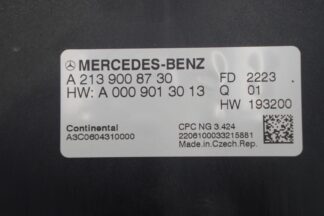 MERCEDES-BENZ
A 213 900 87 30 FD 2223
Q 01
HW: A 000 901 30 13
HW 193200
Continental CPC NG 3.424
A3C0604310000 2206100033215881
Made in.Czech.Rep.